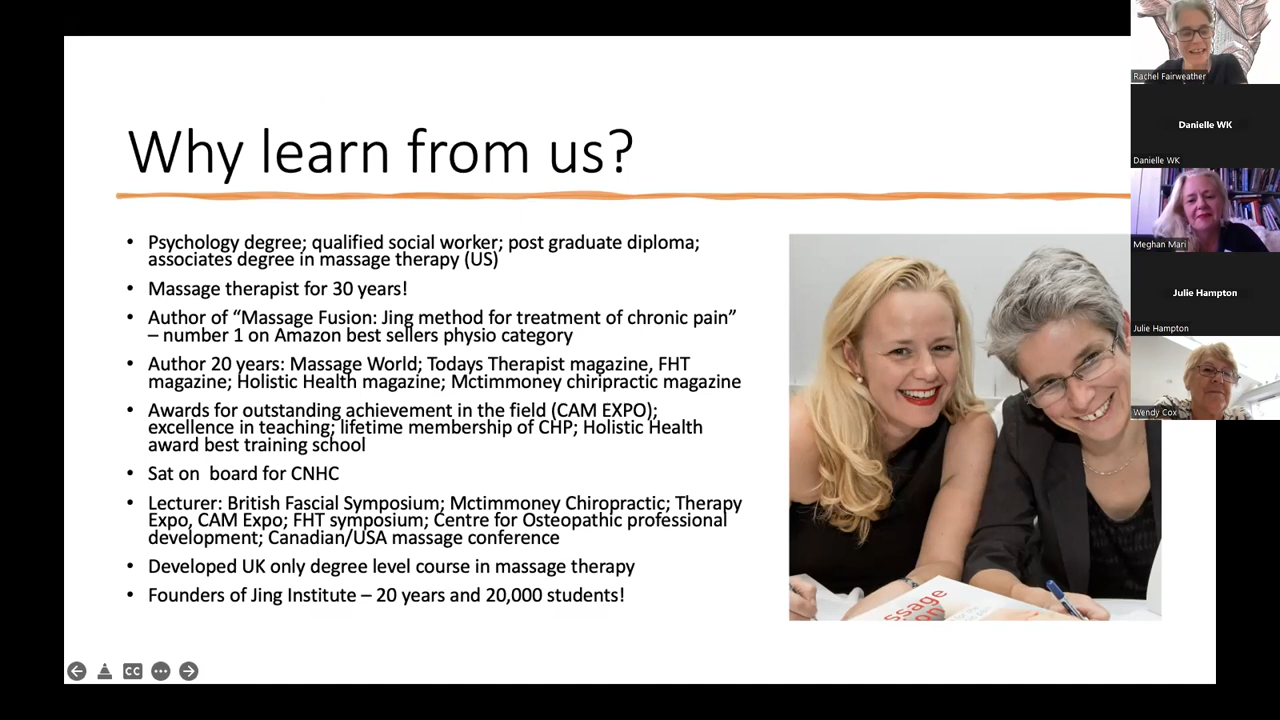 Why learn from us?
• Psychology degree; qualified social worker; post graduate diploma;
associates degree in massage therapy (US)
• Massage therapist for 30 years!
• Author of “Massage Fusion: Jing method for treatment of chronic pain”
– number 1 on Amazon best sellers physio category
• Author 20 years: Massage World; Todays Therapist magazine, FHT
magazine; Holistic Health magazine; Mctimmoney chiripractic magazine
• Awards for outstanding achievement in the field (CAM EXPO);
excellence in teaching; lifetime membership of CHP; Holistic Health
award best training school
• Sat on  board for CNHC
• Lecturer: British Fascial Symposium; Mctimmoney Chiropractic; Therapy
Expo, CAM Expo; FHT symposium; Centre for Osteopathic professional
development; Canadian/USA massage conference
• Developed UK only degree level course in massage therapy
• Founders of Jing Institute – 20 years and 20,000 students!
CC
Rachel Fairweather
Danielle WK
Danielle WK
Meghan Mari
Julie Hampton
Julie Hampton
Wendy Cox